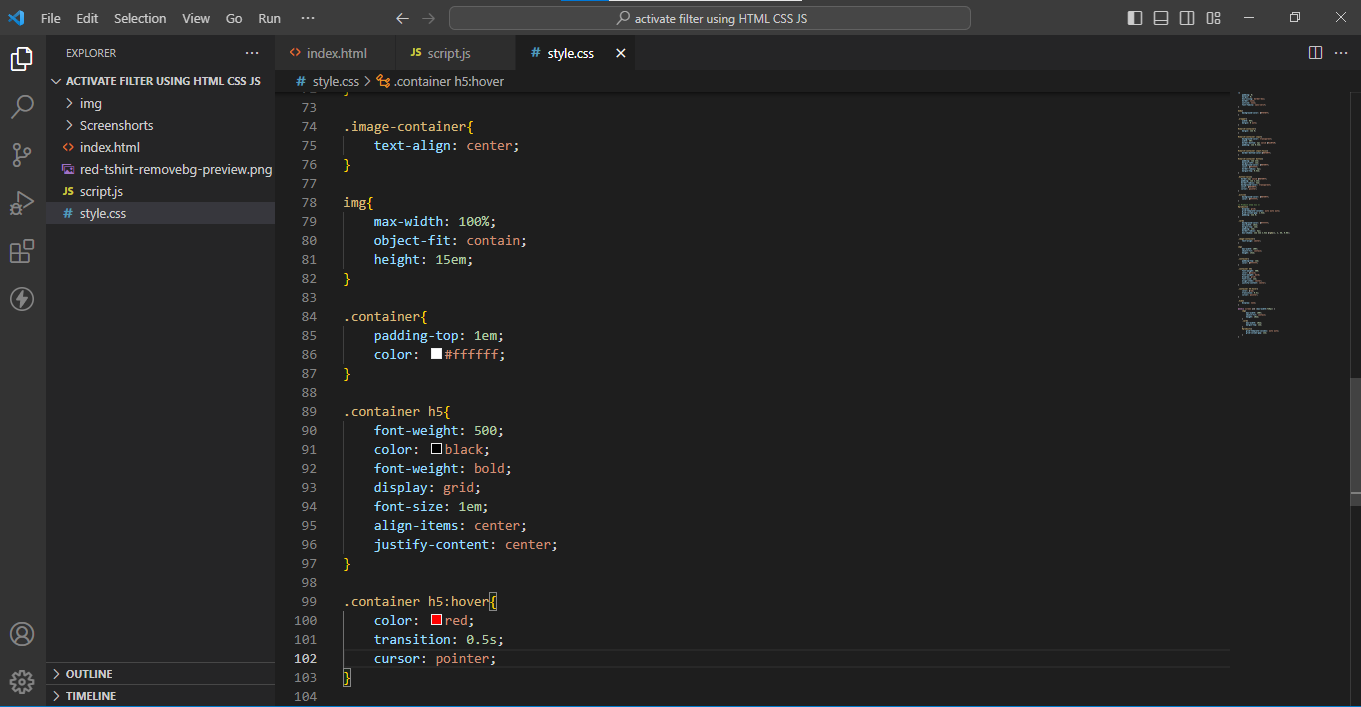 File Edit Selection View Go Run ···
activate filter using HTML CSS JS
EXPLORER ···
index.html
JS script.js
# style.css
# style.css > .container h5:hover
ACTIVATE FILTER USING HTML CSS JS
img
Screenshorts
index.html
red-tshirt-removebg-preview.png
JS script.js
# style.css
OUTLINE
TIMELINE
73
74 .image-container{
75 text-align: center;
76 }
77
78 img{
79 max-width: 100%;
80 object-fit: contain;
81 height: 15em;
82 }
83
84 .container{
85 padding-top: 1em;
86 color: #ffffff;
87 }
88
89 .container h5{
90 font-weight: 500;
91 color: black;
92 font-weight: bold;
93 display: grid;
94 font-size: 1em;
95 align-items: center;
96 justify-content: center;
97 }
98
99 .container h5:hover{
100 color: red;
101 transition: 0.5s;
102 cursor: pointer;
103 }
104